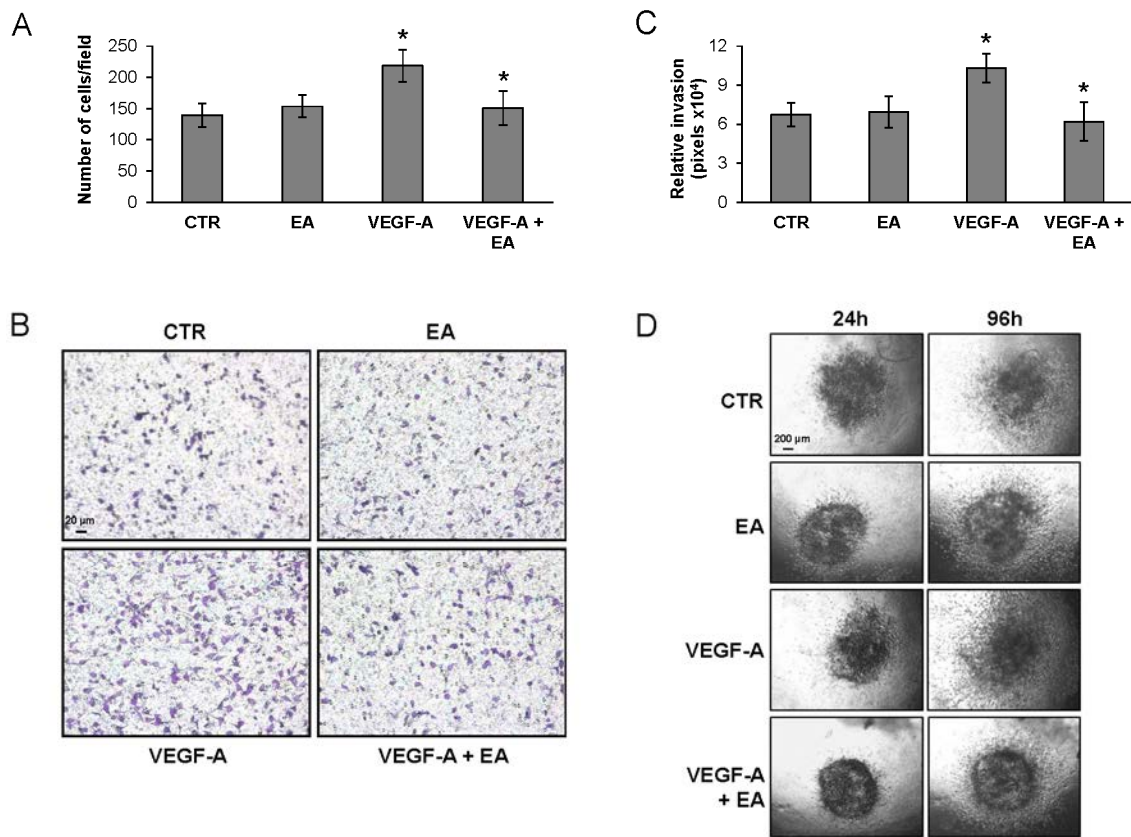 A
Number of cells/field
250
200
150
100
50
0
*
*
CTR
EA
VEGF-A
VEGF-A +
EA
C
Relative invasion
(pixels x10⁴)
12
9
6
3
0
*
*
CTR
EA
VEGF-A
VEGF-A +
EA
B
CTR
EA
20 µm
VEGF-A
VEGF-A + EA
D
24h
96h
CTR
200 µm
EA
VEGF-A
VEGF-A
+ EA